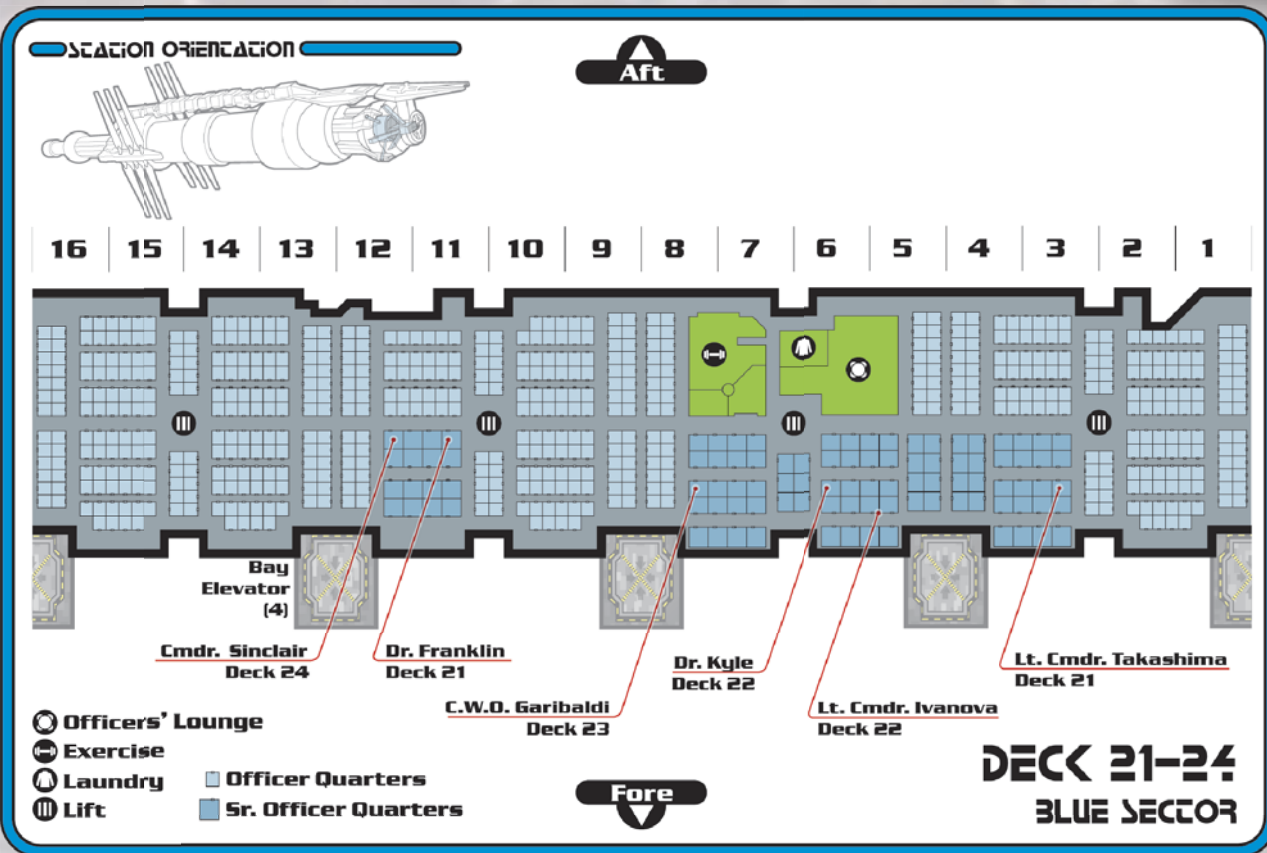 STATION ORIENTATION
Aft
16 15 14 13 12 11 10 9 8 7 6 5 4 3 2 1
Bay
Elevator
(4)
Cmdr. Sinclair
Deck 24
Dr. Franklin
Deck 21
C.W.O. Garibaldi
Deck 23
Dr. Kyle
Deck 22
Lt. Cmdr. Ivanova
Deck 22
Lt. Cmdr. Takashima
Deck 21
Officers' Lounge
Exercise
Laundry
Lift
Officer Quarters
Sr. Officer Quarters
Fore
DECK 21-24
BLUE SECTOR